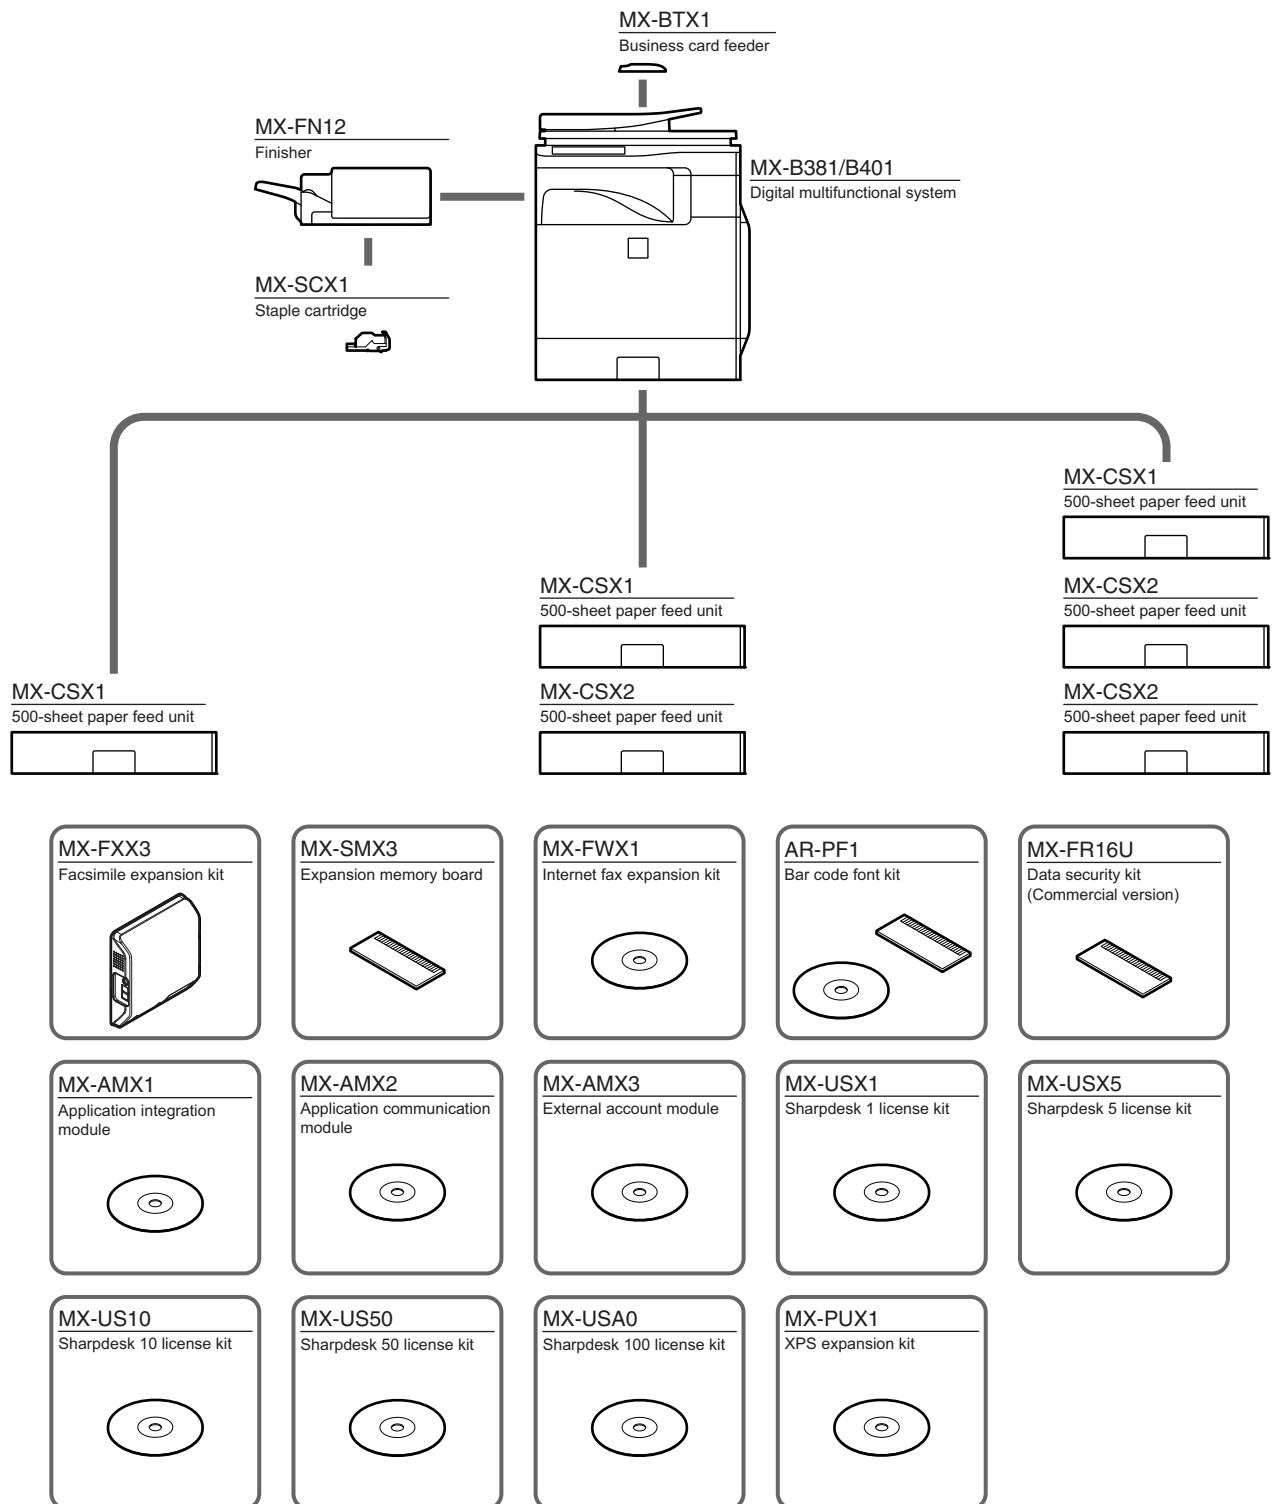 MX-BTX1
Business card feeder
MX-FN12
Finisher
MX-B381/B401
Digital multifunctional system
MX-SCX1
Staple cartridge
MX-CSX1
500-sheet paper feed unit
MX-CSX1
500-sheet paper feed unit
MX-CSX2
500-sheet paper feed unit
MX-CSX1
500-sheet paper feed unit
MX-CSX2
500-sheet paper feed unit
MX-CSX2
500-sheet paper feed unit
MX-FXX3
Facsimile expansion kit
MX-SMX3
Expansion memory board
MX-FWX1
Internet fax expansion kit
AR-PF1
Bar code font kit
MX-FR16U
Data security kit
(Commercial version)
MX-AMX1
Application integration
module
MX-AMX2
Application communication
module
MX-AMX3
External account module
MX-USX1
Sharpdesk 1 license kit
MX-USX5
Sharpdesk 5 license kit
MX-US10
Sharpdesk 10 license kit
MX-US50
Sharpdesk 50 license kit
MX-USA0
Sharpdesk 100 license kit
MX-PUX1
XPS expansion kit